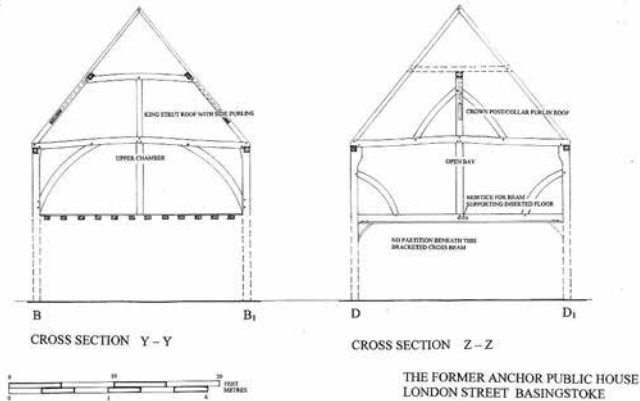 KING STRUT ROOF WITH SIDE PURLINS
UPPER CHAMBER
CROWN POST/COLLAR PURLIN ROOF
OPEN BAY
MORTICE FOR BEAM
SUPPORTING INSERTED FLOOR
NO PARTITION BENEATH THIS
BRACKETED CROSS BEAM
B
B1
D
D1
CROSS SECTION Y – Y
CROSS SECTION Z – Z
0 10 20
FEET
METRES
0
THE FORMER ANCHOR PUBLIC HOUSE
LONDON STREET BASINGSTOKE